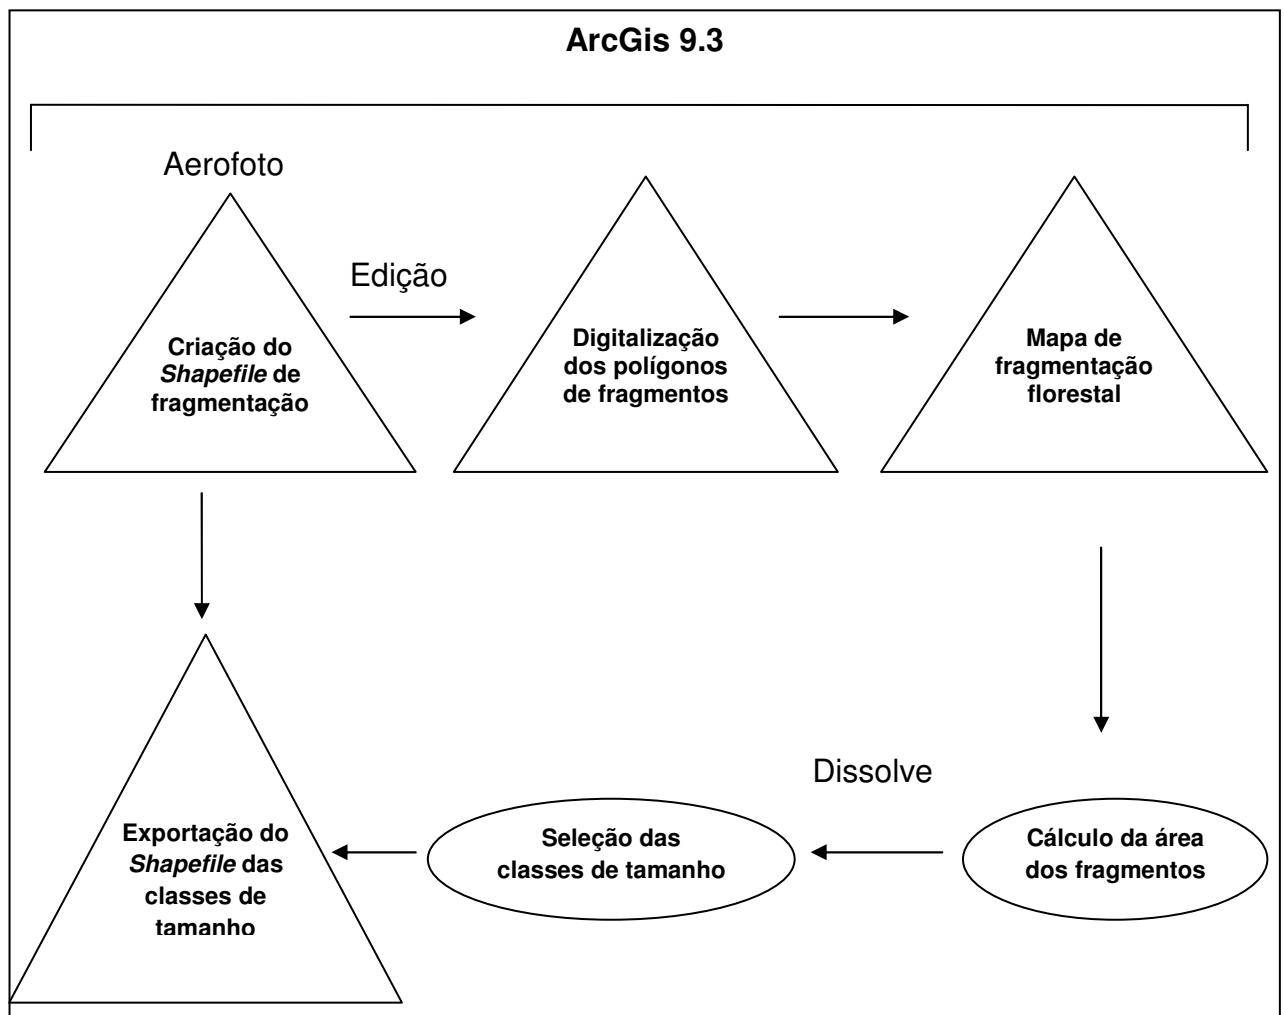 ArcGis 9.3
Aerofoto
Edição
Criação do
Shapefile de
fragmentação
Digitalização
dos polígonos
de fragmentos
Mapa de
fragmentação
florestal
Dissolve
Exportação do
Shapefile das
classes de
tamanho
Seleção das
classes de tamanho
Cálculo da área
dos fragmentos